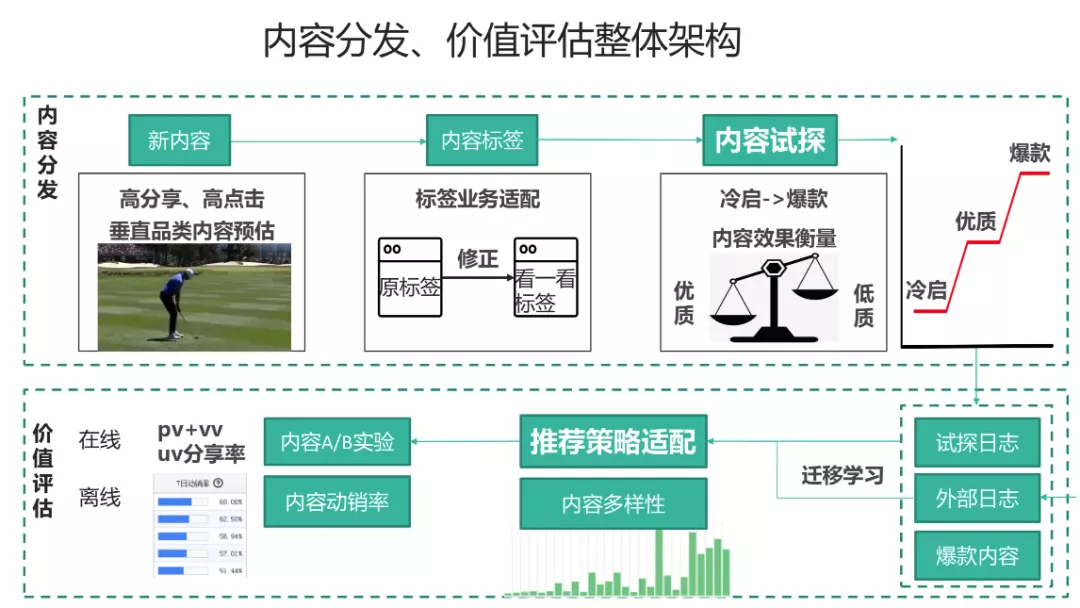 内容分发、价值评估整体架构
内容分发
新内容
内容标签
内容试探
高分享、高点击
垂直品类内容预估
标签业务适配
原标签
修正
看一看
标签
冷启->爆款
内容效果衡量
优质
低质
冷启
优质
爆款
价值评估
在线
pv+vv
uv分享率
离线
T日动销率
60.00%
62.50%
58.96%
57.01%
51.44%
内容A/B实验
内容动销率
推荐策略适配
内容多样性
迁移学习
试探日志
外部日志
爆款内容